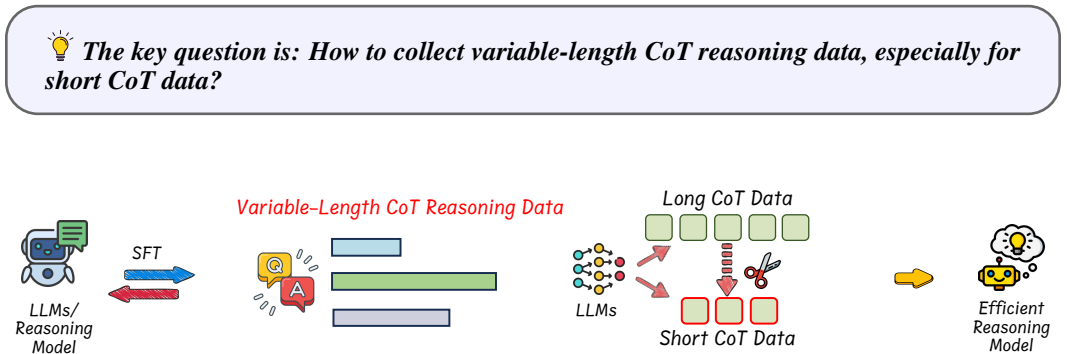 The key question is: How to collect variable-length CoT reasoning data, especially for
short CoT data?
Variable-Length CoT Reasoning Data
Long CoT Data
SFT
Q
A
LLMs/
Reasoning
Model
LLMs
Short CoT Data
Efficient
Reasoning
Model